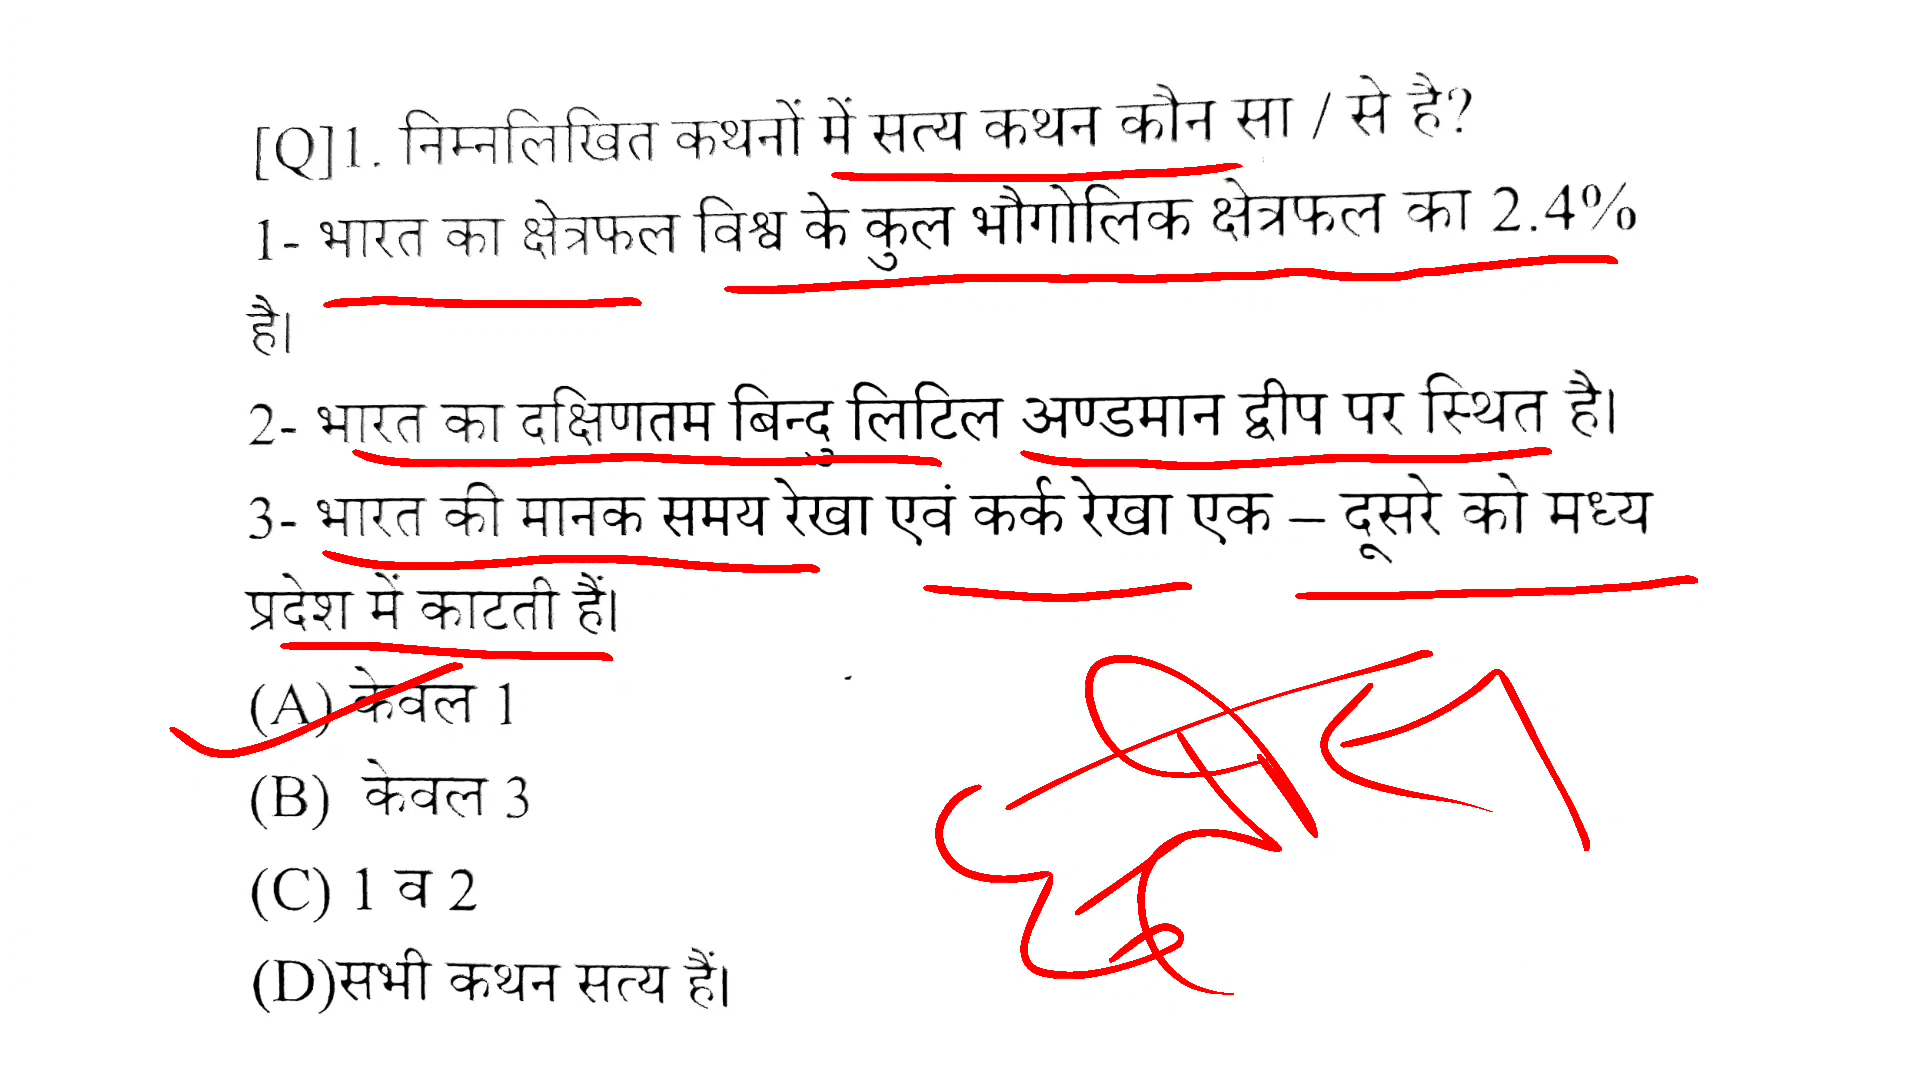 [Q]1. निम्नलिखित कथनों में सत्य कथन कौन सा / से है?
1- भारत का क्षेत्रफल विश्व के कुल भौगोलिक क्षेत्रफल का 2.4%
है।
2- भारत का दक्षिणतम बिन्दु लिटिल अण्डमान द्वीप पर स्थित है।
3- भारत की मानक समय रेखा एवं कर्क रेखा एक – दूसरे को मध्य
प्रदेश में काटती हैं।
(A) केवल 1
(B) केवल 3
(C) 1 व 2
(D)सभी कथन सत्य हैं।